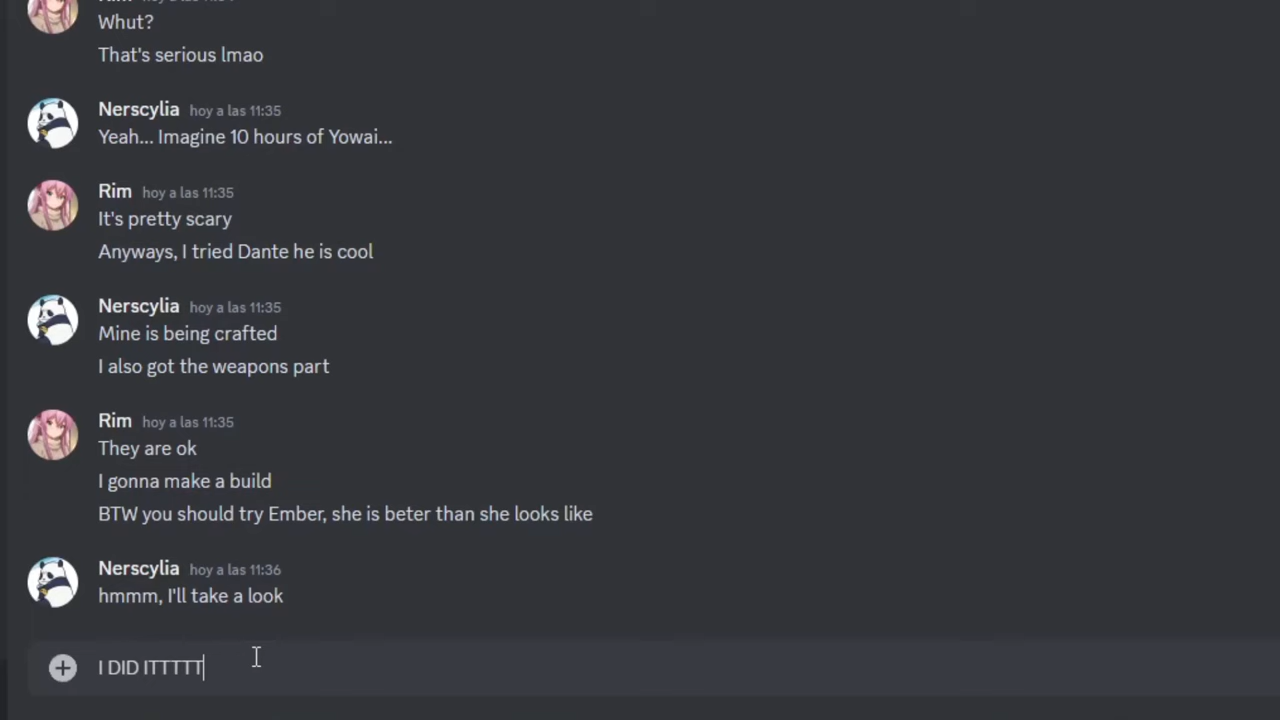 Rim
Whut?
That's serious lmao
Nerscylia hoy a las 11:35
Yeah... Imagine 10 hours of Yowai...
Rim hoy a las 11:35
It's pretty scary
Anyways, I tried Dante he is cool
Nerscylia hoy a las 11:35
Mine is being crafted
I also got the weapons part
Rim hoy a las 11:35
They are ok
I gonna make a build
BTW you should try Ember, she is beter than she looks like
Nerscylia hoy a las 11:36
hmmm, I'll take a look
I DID ITTTTT